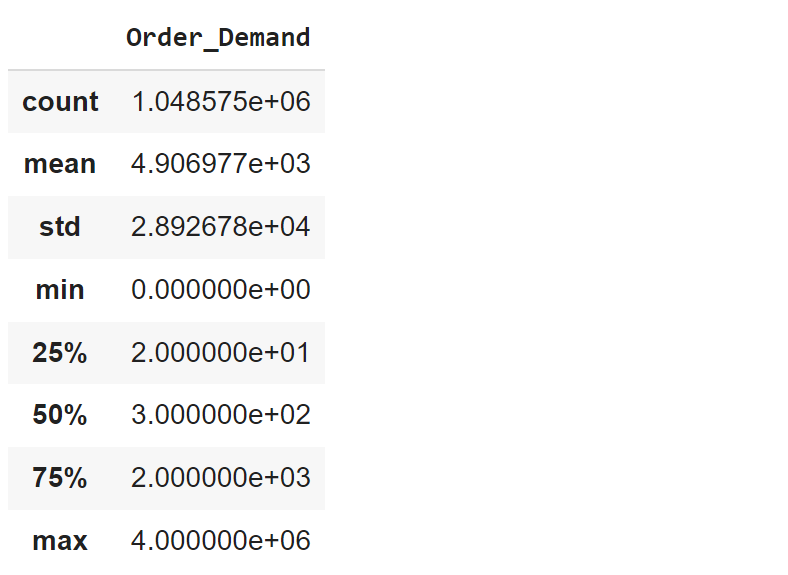 Order_Demand
count 1.048575e+06
mean 4.906977e+03
std 2.892678e+04
min 0.000000e+00
25% 2.000000e+01
50% 3.000000e+02
75% 2.000000e+03
max 4.000000e+06